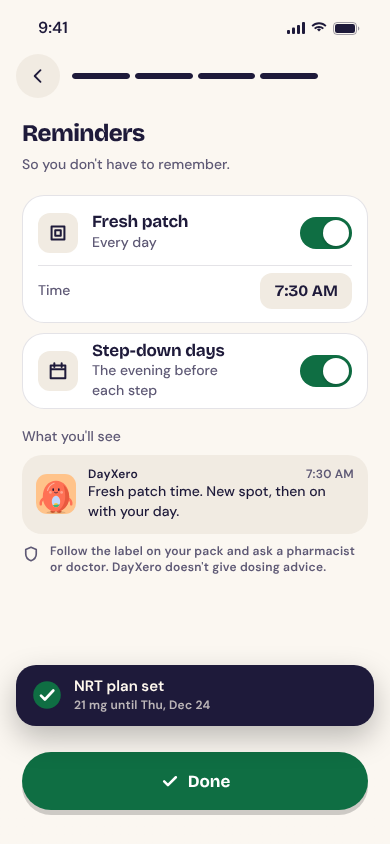 9:41
Reminders
So you don't have to remember.
Fresh patch
Every day
Time
7:30 AM
Step-down days
The evening before
each step
What you'll see
DayXero
7:30 AM
Fresh patch time. New spot, then on
with your day.
Follow the label on your pack and ask a pharmacist
or doctor. DayXero doesn't give dosing advice.
NRT plan set
21 mg until Thu, Dec 24
Done